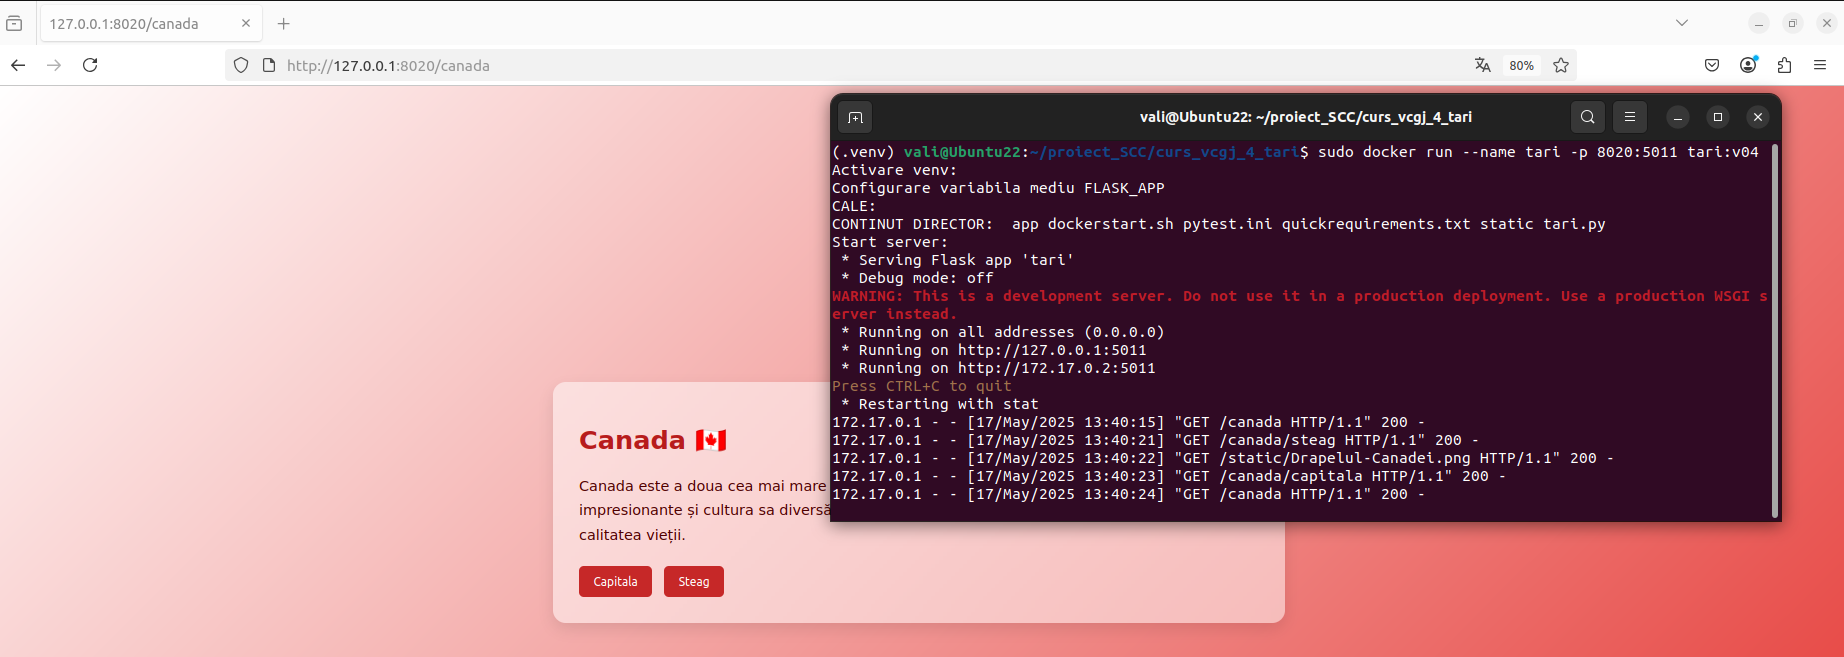 127.0.0.1:8020/canada
http://127.0.0.1:8020/canada
80%
vali@Ubuntu22: ~/proiect_SCC/curs_vcgj_4_tari
(.venv) vali@Ubuntu22:~/proiect_SCC/curs_vcgj_4_tari$ sudo docker run --name tari -p 8020:5011 tari:v04
Activare venv:
Configurare variabila mediu FLASK_APP
CALE:
CONTINUT DIRECTOR:  app dockerstart.sh pytest.ini quickrequirements.txt static tari.py
Start server:
 * Serving Flask app 'tari'
 * Debug mode: off
WARNING: This is a development server. Do not use it in a production deployment. Use a production WSGI s
erver instead.
 * Running on all addresses (0.0.0.0)
 * Running on http://127.0.0.1:5011
 * Running on http://172.17.0.2:5011
Press CTRL+C to quit
 * Restarting with stat
172.17.0.1 - - [17/May/2025 13:40:15] "GET /canada HTTP/1.1" 200 -
172.17.0.1 - - [17/May/2025 13:40:21] "GET /canada/steag HTTP/1.1" 200 -
172.17.0.1 - - [17/May/2025 13:40:22] "GET /static/Drapelul-Canadei.png HTTP/1.1" 200 -
172.17.0.1 - - [17/May/2025 13:40:23] "GET /canada/capitala HTTP/1.1" 200 -
172.17.0.1 - - [17/May/2025 13:40:24] "GET /canada HTTP/1.1" 200 -
Canada 🇨🇦
Canada este a doua cea mai mare
impresionante și cultura sa diversă
calitatea vieții.
Capitala
Steag